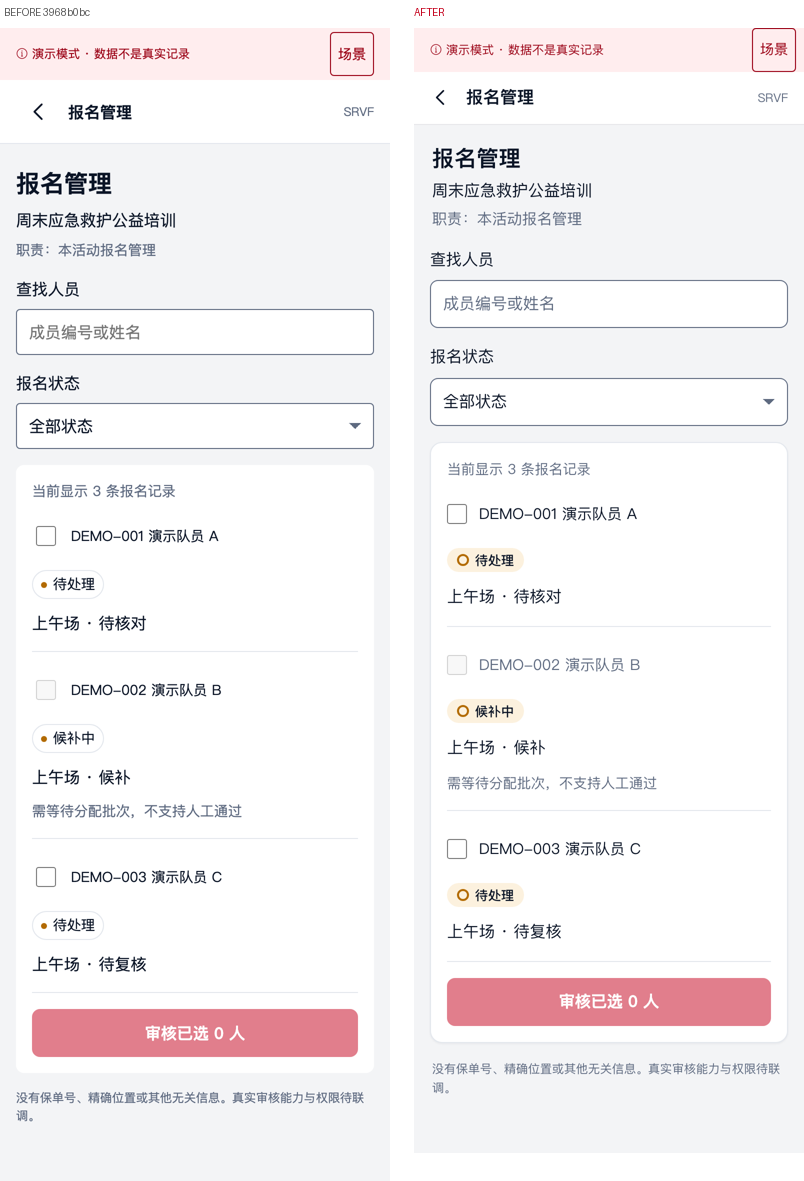 BEFORE 3968b0bc
演示模式 · 数据不是真实记录
场景
报名管理
SRVF
报名管理
周末应急救护公益培训
职责：本活动报名管理
查找人员
成员编号或姓名
报名状态
全部状态
当前显示 3 条报名记录
DEMO-001 演示队员 A
待处理
上午场 · 待核对
DEMO-002 演示队员 B
候补中
上午场 · 候补
需等待分配批次，不支持人工通过
DEMO-003 演示队员 C
待处理
上午场 · 待复核
审核已选 0 人
没有保单号、精确位置或其他无关信息。真实审核能力与权限待联
调。
AFTER
演示模式 · 数据不是真实记录
场景
报名管理
SRVF
报名管理
周末应急救护公益培训
职责：本活动报名管理
查找人员
成员编号或姓名
报名状态
全部状态
当前显示 3 条报名记录
DEMO-001 演示队员 A
待处理
上午场 · 待核对
DEMO-002 演示队员 B
候补中
上午场 · 候补
需等待分配批次，不支持人工通过
DEMO-003 演示队员 C
待处理
上午场 · 待复核
审核已选 0 人
没有保单号、精确位置或其他无关信息。真实审核能力与权限待联
调。